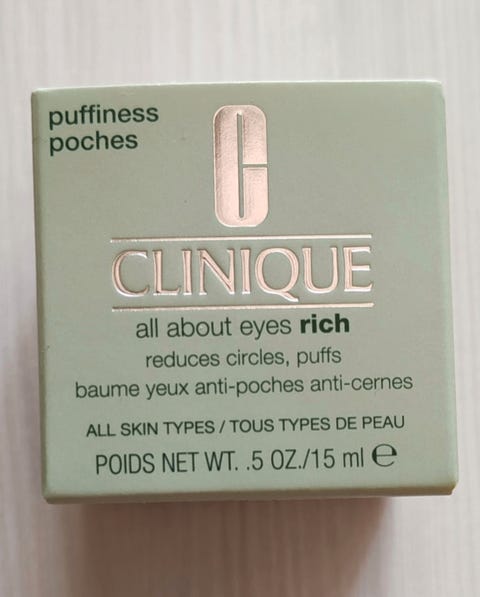 puffiness
poches
C
CLINIQUE
all about eyes rich
reduces circles, puffs
baume yeux anti-poches anti-cernes
ALL SKIN TYPES / TOUS TYPES DE PEAU
POIDS NET WT. .5 OZ./15 ml ℮